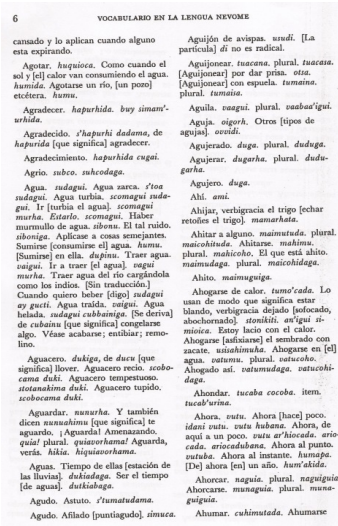 6
VOCABULARIO EN LA LENGUA NEVOME
cansado y lo aplican cuando alguno
esta expirando.
Agotar. huquioca. Como cuando el
sol y [el] calor van consumiendo el agua.
humida. Agotarse un río, [un pozo]
etcétera. humu.
Agradecer. hapurhida. buy simam'-
urhida.
Agradecido. s'hapurhi dadama, de
hapurida [que significa] agradecer.
Agradecimiento. hapurhida cugai.
Agrio. subco. suhcodaga.
Agua. sudagui. Agua zarca. s'toa
sudagui. Agua turbia. scomagui suda-
gui. Ir [turbia el agua]. scomagui
murha. Estarlo. scomagui. Haber
murmullo de agua. sibonu. El tal ruido.
siboniga. Aplícase a cosas semejantes.
Sumirse [consumirse el] agua. humu.
[Sumirse] en ella. dupinu. Traer agua.
vaigui. Ir a traer [el agua]. vagui
murha. Traer agua del río cargándola
como los indios. [Sin traducción.]
Cuando quiero beber [digo] sudagui
ay gucti. Agua traída. vaigui. Agua
helada. sudagui cubbainiga. [Se deriva]
de cubainu [que significa] congelarse
algo. Véase acabarse; entibiar; remo-
lino.
Aguacero. dukiga, de ducu [que
significa] llover. Aguacero recio. scobo-
cama duki. Aguacero tempestuoso.
stotanakima duki. Aguacero tupido.
scobocama duki.
Aguardar. nunurha. Y también
dicen nunuahimu [que significa] te
aguardo. ¡Aguarda! Amenazando.
quia! plural. quiavorhama! Aguarda,
verás. hikia. hiquiavorhama.
Aguas. Tiempo de ellas [estación de
las lluvias]. dukiadaga. Ser el tiempo
[de aguas]. dutkiabaga.
Agudo. Astuto. s'tumatudama.
Agudo. Afilado [puntiagudo]. simuca.
Aguijón de avispas. usudi. [La
partícula] di no es radical.
Aguijonear. tuacana. plural. tuacasa.
[Aguijonear] por dar prisa. otsa.
[Aguijonear] con espuela. tumaina.
plural. tumaisa.
Aguila. vaagui. plural. vaabaa'igui.
Aguja. oigorh. Otros [tipos de
agujas]. ovvidi.
Agujerado. duga. plural. duduga.
Agujerar. dugarha. plural. dudu-
garha.
Agujero. duga.
Ahí. ami.
Ahijar, verbigracia el trigo [echar
retoños el trigo]. mamarhata.
Ahitar a alguno. maimutuda. plural.
maicohituda. Ahitarse. mahimu.
plural. mahicoho, El que está ahito.
maimudaga. plural. maicohidaga.
Ahito. maimuguiga.
Ahogarse de calor. tumo'cada. Lo
usan de modo que significa estar
blando, verbigracia dejado [sofocado,
abochornado]. stonikiti. an'igui si-
mioica. Estoy lacio con el calor.
Ahogarse [asfixiarse] el sembrado con
zacate, usishimuha. Ahogarse en [el]
agua. vatumu. plural. vatucoho.
Ahogado así. vatumudaga. vatucohi-
daga.
Ahondar. tucaba cocoba. item.
tucab'urina.
Ahora. vutu. Ahora [hace] poco.
idani vutu. vutu hubana. Ahora, de
aquí a un poco. vutu ar'hiocada. ario-
cada. ariocadubana. Ahora al punto.
vutuba. Ahora al instante. humapa.
[De] ahora [en] un año. hum'akida.
Ahorcar. naguia. plural. naguiguia
Ahorcarse. munaguia. plural. muna-
guiguia.
Ahumar. cuhimutada. Ahumarse